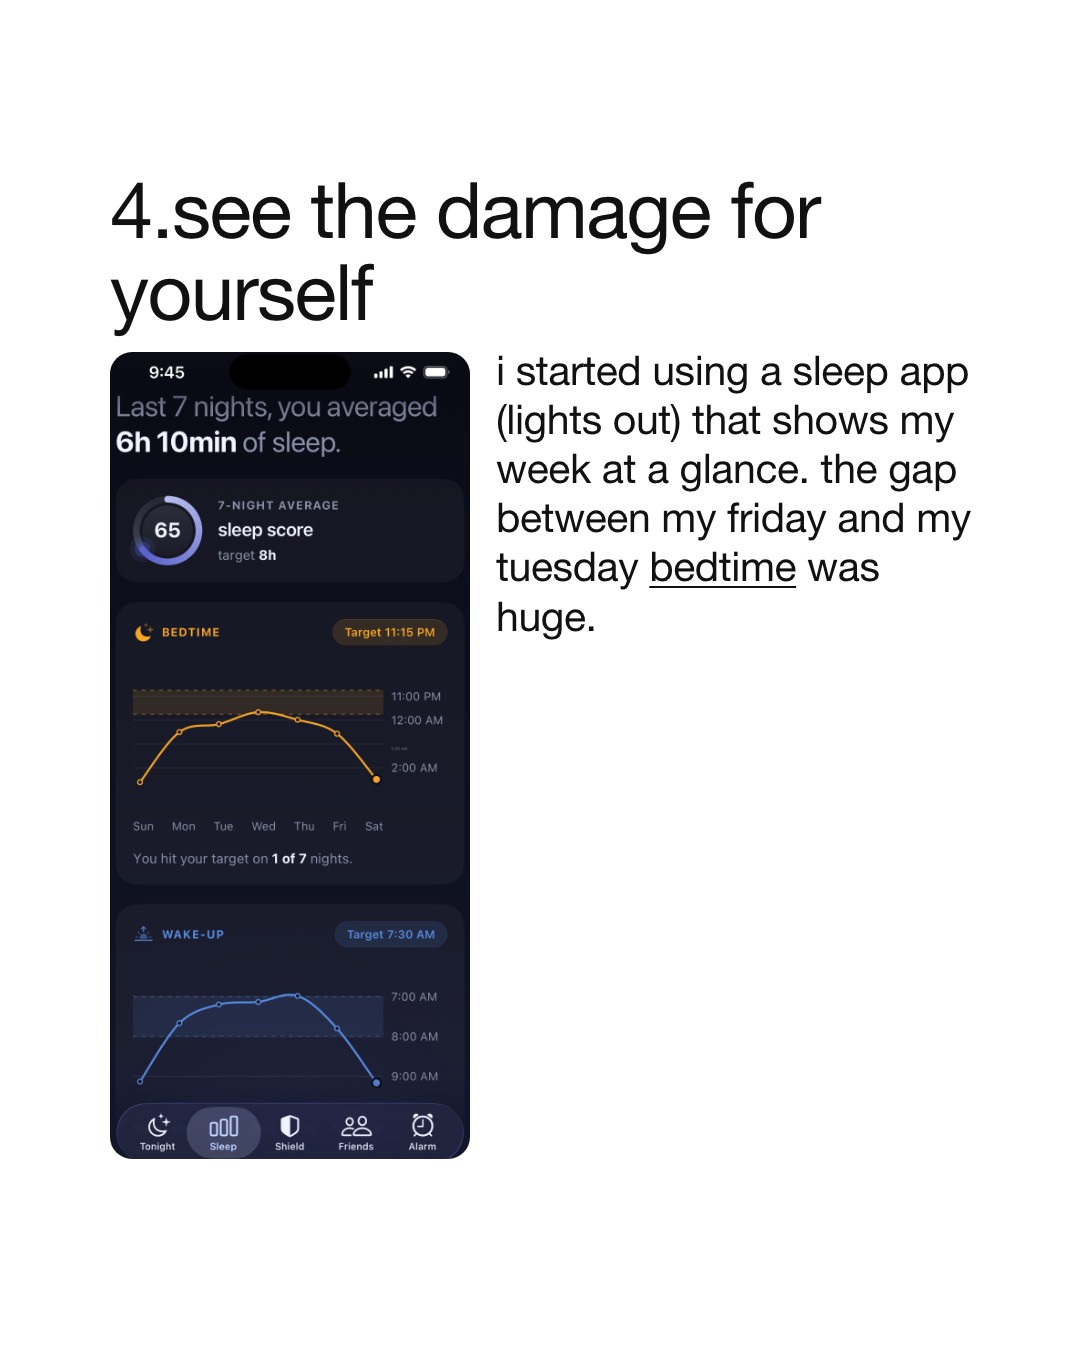 4.see the damage for
yourself
9:45
Last 7 nights, you averaged
6h 10min of sleep.
65
7-NIGHT AVERAGE
sleep score
target 8h
BEDTIME
Target 11:15 PM
11:00 PM
12:00 AM
2:00 AM
Sun Mon Tue Wed Thu Fri Sat
You hit your target on 1 of 7 nights.
WAKE-UP
Target 7:30 AM
7:00 AM
8:00 AM
9:00 AM
Tonight Sleep Shield Friends Alarm
i started using a sleep app
(lights out) that shows my
week at a glance. the gap
between my friday and my
tuesday bedtime was
huge.